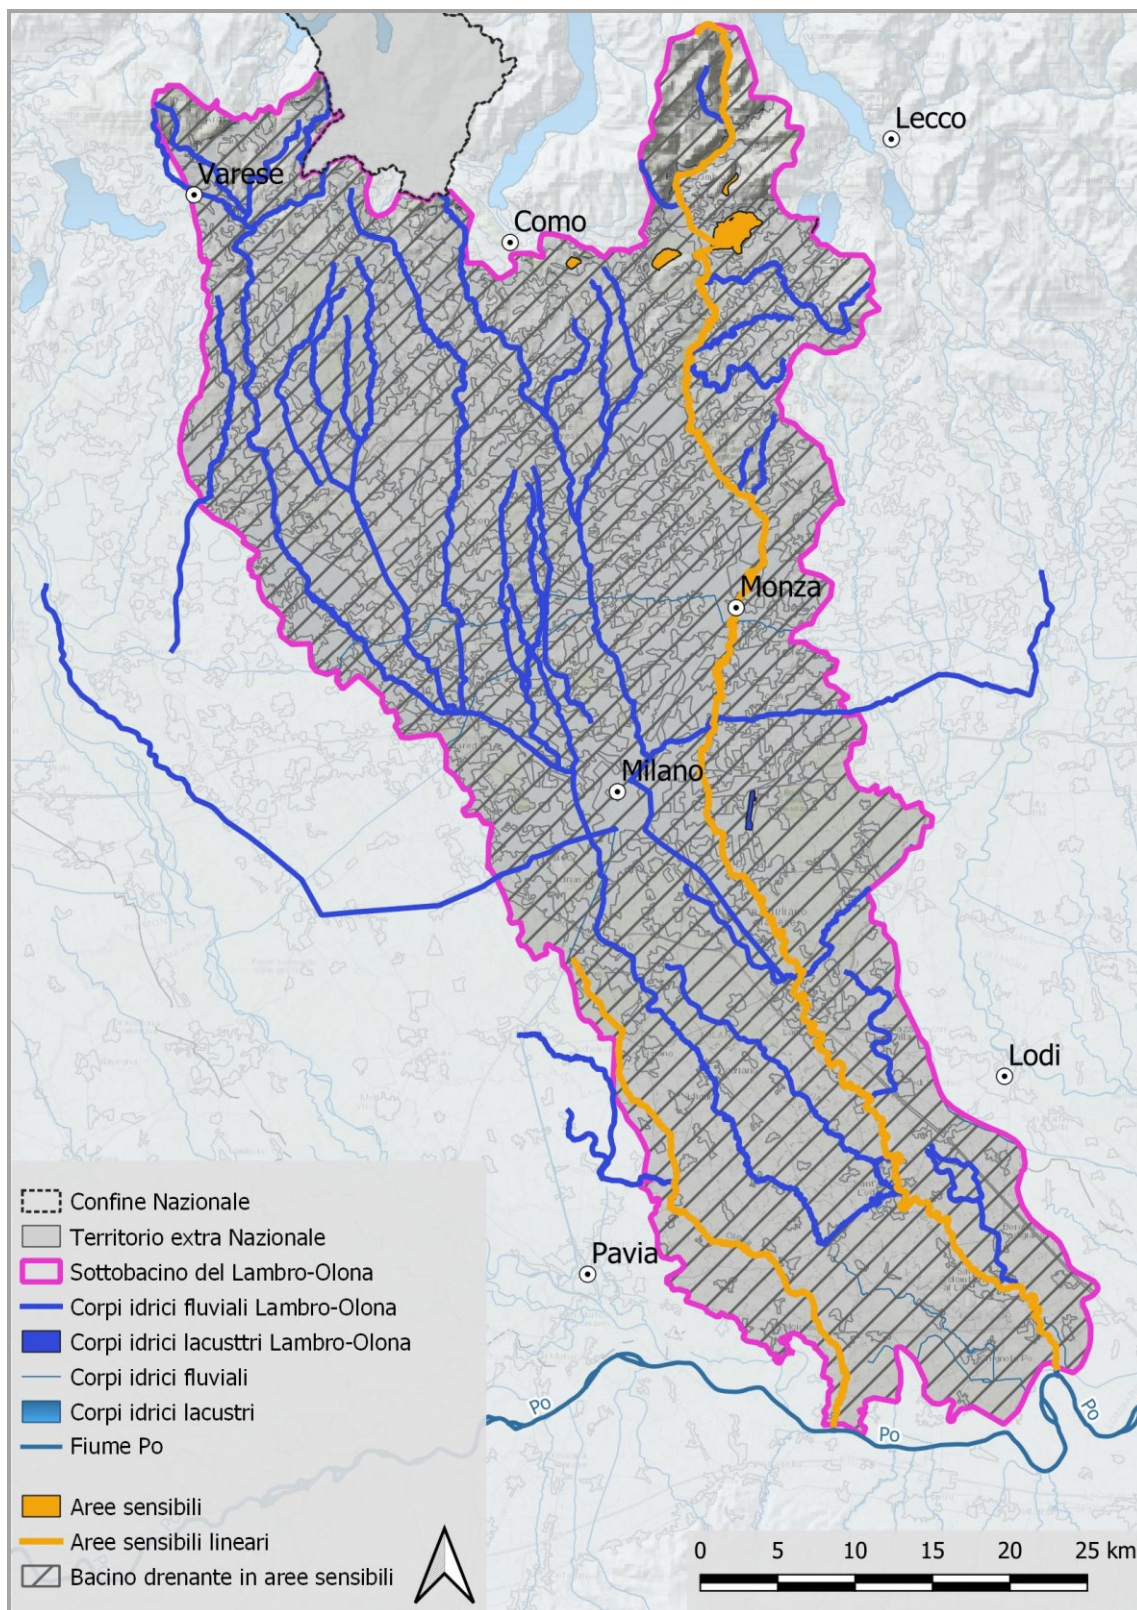 Lecco
Varese
Como
Monza
Milano
Lodi
Pavia
Po
Po
Po
Confine Nazionale
Territorio extra Nazionale
Sottobacino del Lambro-Olona
Corpi idrici fluviali Lambro-Olona
Corpi idrici lacusttri Lambro-Olona
Corpi idrici fluviali
Corpi idrici lacustri
Fiume Po
Aree sensibili
Aree sensibili lineari
Bacino drenante in aree sensibili
0 5 10 15 20 25 km